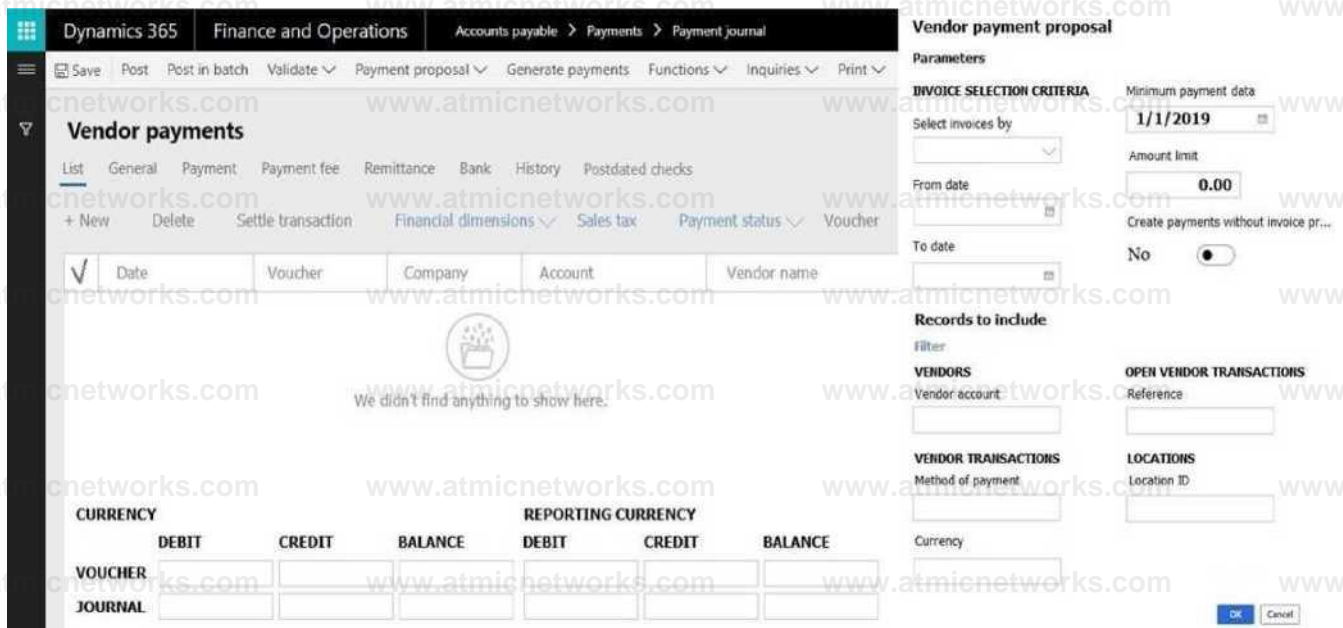 Dynamics 365 Finance and Operations Accounts payable > Payments > Payment journal
Save Post Post in batch Validate Payment proposal Generate payments Functions Inquiries Print
Vendor payments
List General Payment Payment fee Remittance Bank History Postdated checks
+ New Delete Settle transaction Financial dimensions Sales tax Payment status Voucher
Date Voucher Company Account Vendor name
We didn't find anything to show here.
CURRENCY REPORTING CURRENCY
DEBIT CREDIT BALANCE DEBIT CREDIT BALANCE
VOUCHER
JOURNAL
Vendor payment proposal
Parameters
INVOICE SELECTION CRITERIA
Select invoices by
From date
To date
Minimum payment data
1/1/2019
Amount limit
0.00
Create payments without invoice pr...
No
Records to include
Filter
VENDORS
Vendor account
OPEN VENDOR TRANSACTIONS
Reference
VENDOR TRANSACTIONS
Method of payment
LOCATIONS
Location ID
Currency
OK Cancel
www.atmicnetworks.com